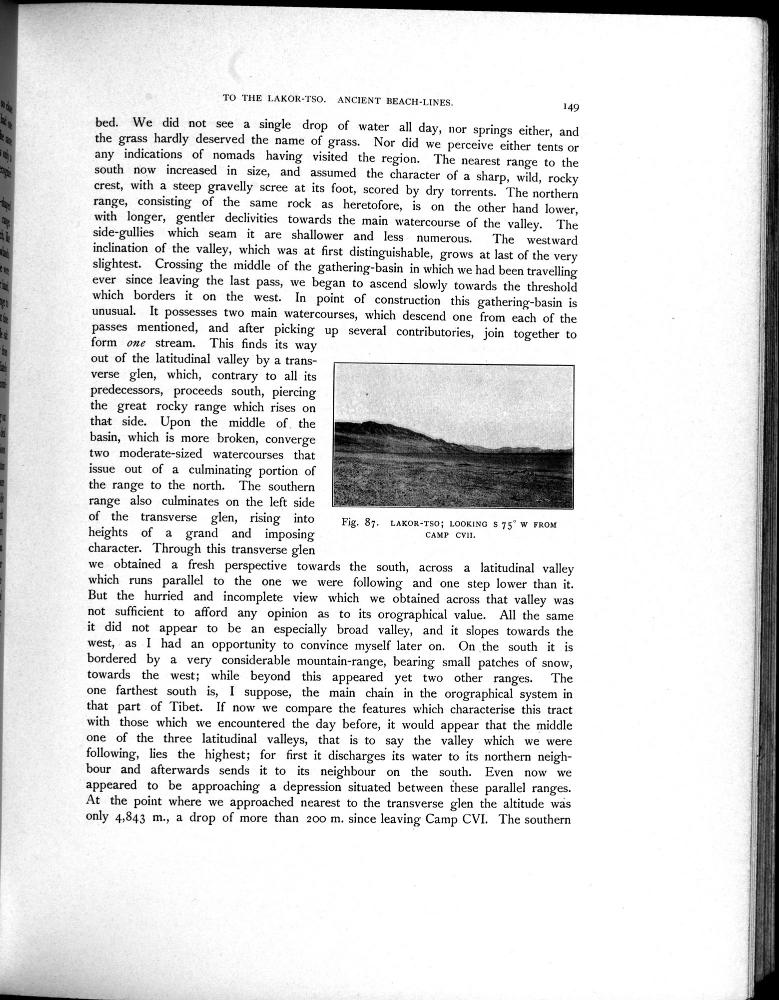 TO THE LAKOR-TSO. ANCIENT BEACH-LINES.
149
bed. We did not see a single drop of water all day, nor springs either, and
the grass hardly deserved the name of grass. Nor did we perceive either tents or
any indications of nomads having visited the region. The nearest range to the
south now increased in size, and assumed the character of a sharp, wild, rocky
crest, with a steep gravelly scree at its foot, scored by dry torrents. The northern
range, consisting of the same rock as heretofore, is on the other hand lower,
with longer, gentler declivities towards the main watercourse of the valley. The
side-gullies which seam it are shallower and less numerous. The westward
inclination of the valley, which was at first distinguishable, grows at last of the very
slightest. Crossing the middle of the gathering-basin in which we had been travelling
ever since leaving the last pass, we began to ascend slowly towards the threshold
which borders it on the west. In point of construction this gathering-basin is
unusual. It possesses two main watercourses, which descend one from each of the
passes mentioned, and after picking up several contributories, join together to
form one stream. This finds its way
out of the latitudinal valley by a trans-
verse glen, which, contrary to all its
predecessors, proceeds south, piercing
the great rocky range which rises on
that side. Upon the middle of the
basin, which is more broken, converge
two moderate-sized watercourses that
issue out of a culminating portion of
the range to the north. The southern
range also culminates on the left side
of the transverse glen, rising into
heights of a grand and imposing
character. Through this transverse glen
Fig. 87. LAKOR-TSO; LOOKING S 75° W FROM
CAMP CVII.
we obtained a fresh perspective towards the south, across a latitudinal valley
which runs parallel to the one we were following and one step lower than it.
But the hurried and incomplete view which we obtained across that valley was
not sufficient to afford any opinion as to its orographical value. All the same
it did not appear to be an especially broad valley, and it slopes towards the
west, as I had an opportunity to convince myself later on. On the south it is
bordered by a very considerable mountain-range, bearing small patches of snow,
towards the west; while beyond this appeared yet two other ranges. The
one farthest south is, I suppose, the main chain in the orographical system in
that part of Tibet. If now we compare the features which characterise this tract
with those which we encountered the day before, it would appear that the middle
one of the three latitudinal valleys, that is to say the valley which we were
following, lies the highest; for first it discharges its water to its northern neigh-
bour and afterwards sends it to its neighbour on the south. Even now we
appeared to be approaching a depression situated between these parallel ranges.
At the point where we approached nearest to the transverse glen the altitude was
only 4,843 m., a drop of more than 200 m. since leaving Camp CVI. The southern